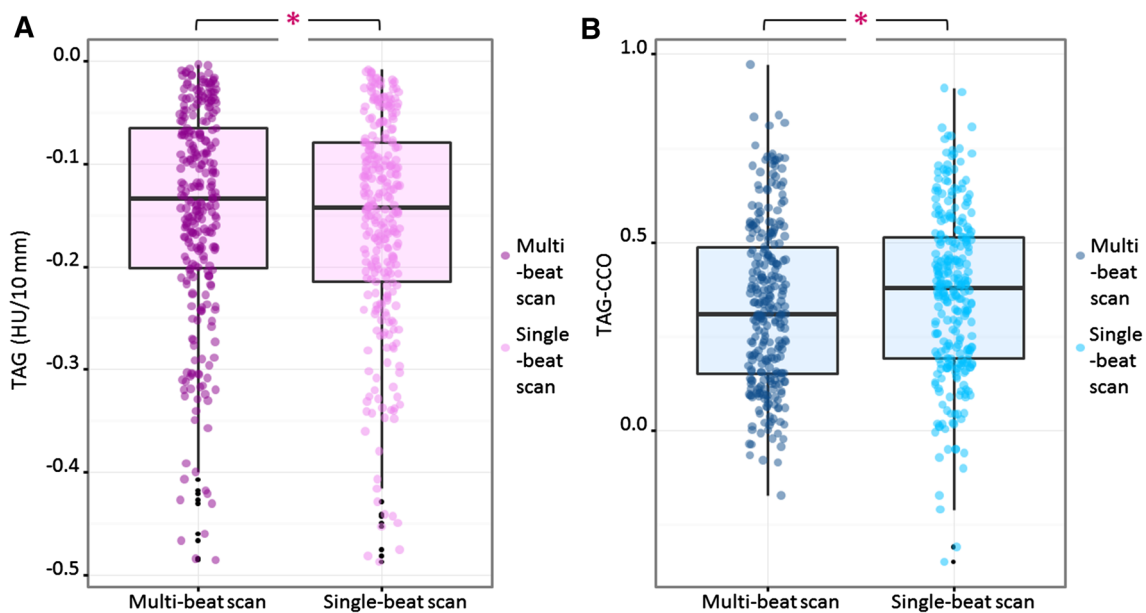 A
*
0.0
-0.1
-0.2
-0.3
-0.4
-0.5
TAG (HU/10 mm)
Multi-beat scan
Single-beat scan
Multi
-beat
scan
Single
-beat
scan
B
*
1.0
0.5
0.0
TAG-CCO
Multi-beat scan
Single-beat scan
Multi
-beat
scan
Single
-beat
scan